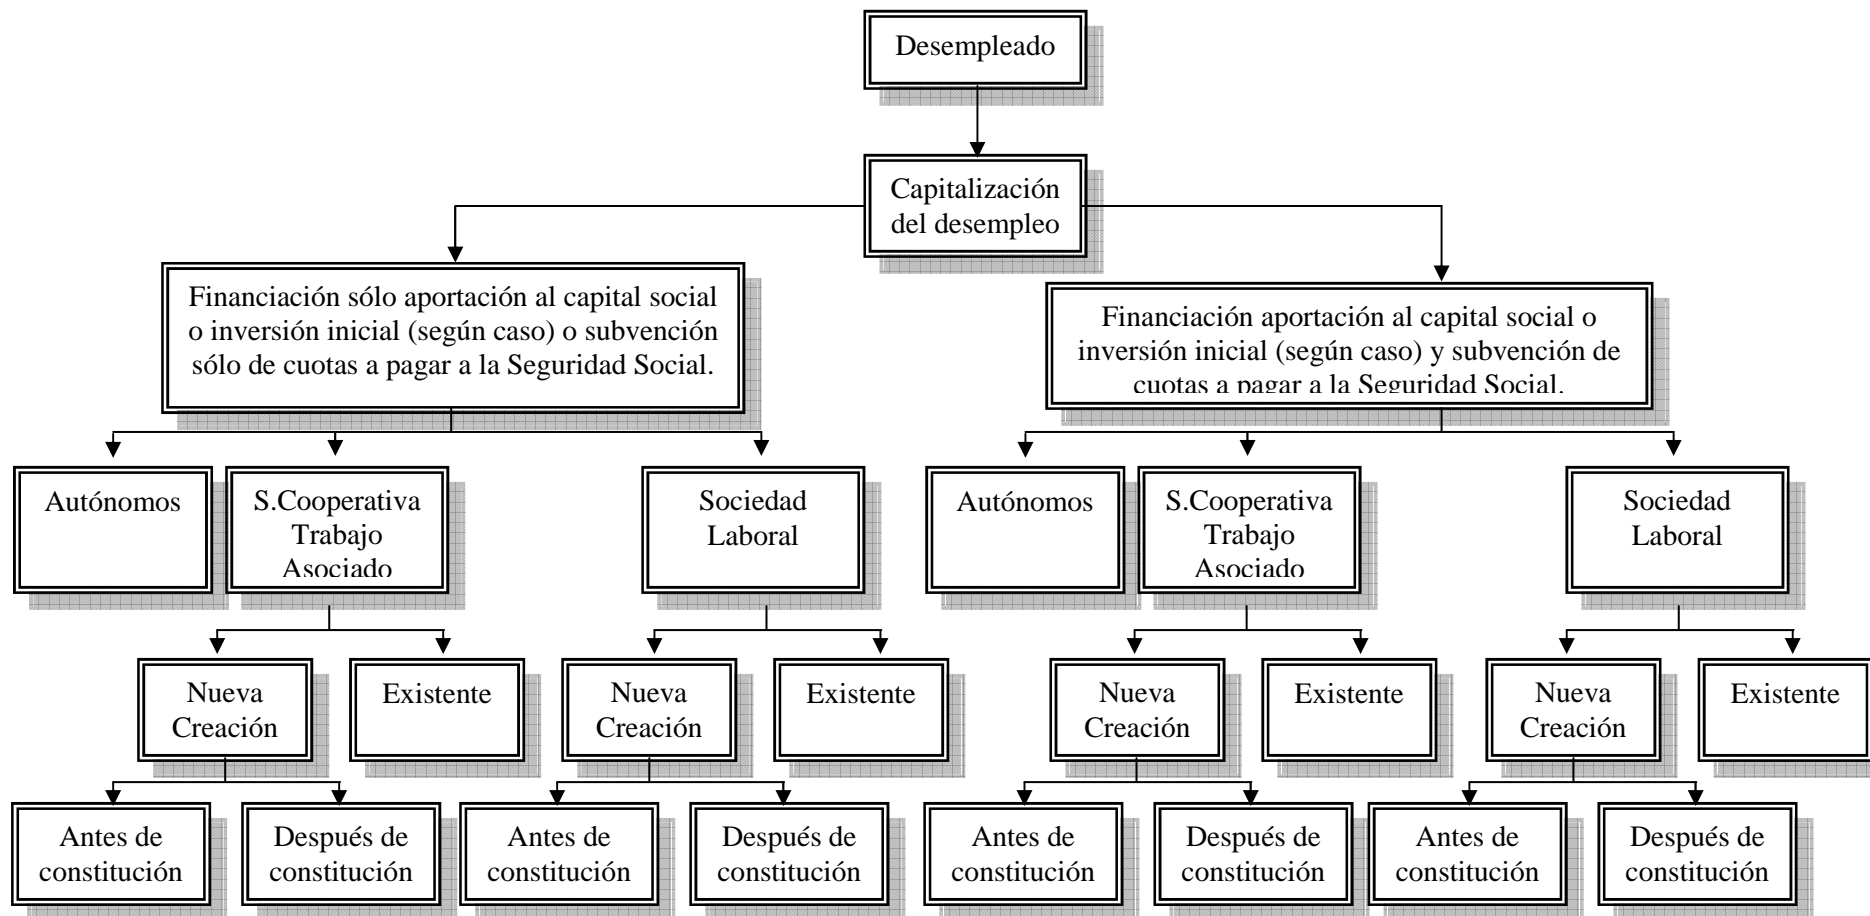 Desempleado
Capitalización
del desempleo
Financiación sólo aportación al capital social
o inversión inicial (según caso) o subvención
sólo de cuotas a pagar a la Seguridad Social.
Financiación aportación al capital social o
inversión inicial (según caso) y subvención de
cuotas a pagar a la Seguridad Social.
Autónomos
S.Cooperativa
Trabajo
Asociado
Sociedad
Laboral
Autónomos
S.Cooperativa
Trabajo
Asociado
Sociedad
Laboral
Nueva
Creación
Existente
Nueva
Creación
Existente
Nueva
Creación
Existente
Nueva
Creación
Existente
Antes de
constitución
Después de
constitución
Antes de
constitución
Después de
constitución
Antes de
constitución
Después de
constitución
Antes de
constitución
Después de
constitución